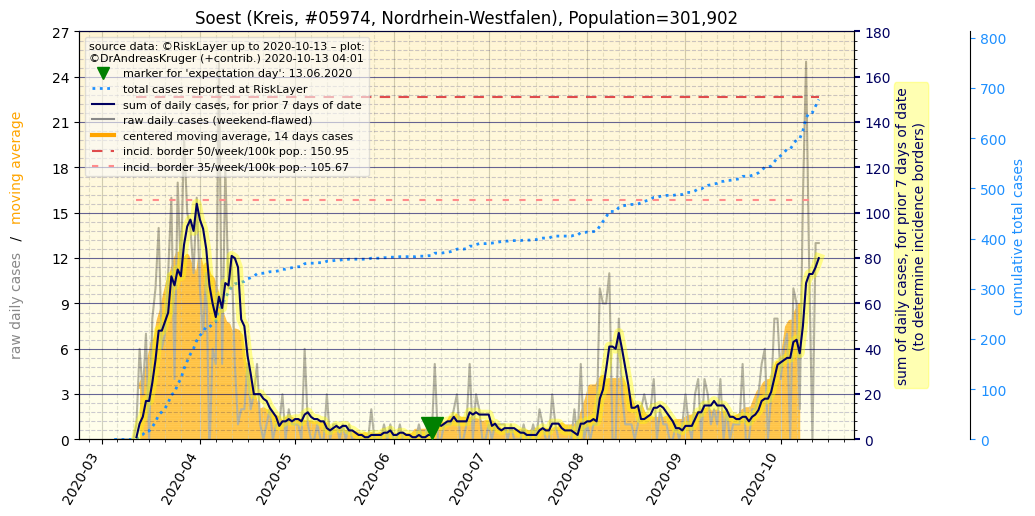 Soest (Kreis, #05974, Nordrhein-Westfalen), Population=301,902
source data: ©RiskLayer up to 2020-10-13 – plot:
©DrAndreasKruger (+contrib.) 2020-10-13 04:01
marker for 'expectation day': 13.06.2020
total cases reported at RiskLayer
sum of daily cases, for prior 7 days of date
raw daily cases (weekend-flawed)
centered moving average, 14 days cases
incid. border 50/week/100k pop.: 150.95
incid. border 35/week/100k pop.: 105.67
raw daily cases / moving average
27
24
21
18
15
12
9
6
3
0
180
160
140
120
100
80
60
40
20
0
sum of daily cases, for prior 7 days of date
(to determine incidence borders)
800
700
600
500
400
300
200
100
0
cumulative total cases
2020-03
2020-04
2020-05
2020-06
2020-07
2020-08
2020-09
2020-10